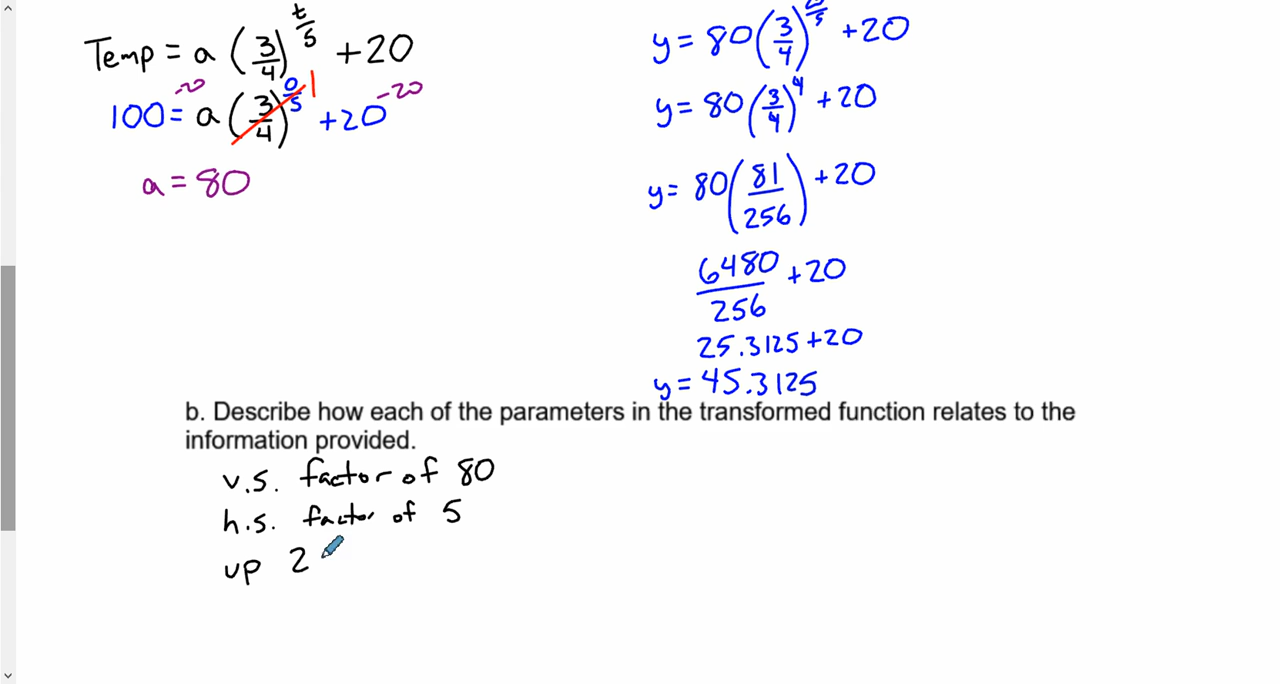 Temp = a (3/4)^t/5 + 20
-20 -20
100 = a (3/4)^0/5 1 + 20
a = 80
y = 80(3/4) + 20
y = 80(3/4)^4 + 20
y = 80(81/256) + 20
6480/256 + 20
25.3125 + 20
y = 45.3125
b. Describe how each of the parameters in the transformed function relates to the
information provided.
v.s. factor of 80
h.s. factor of 5
up 2